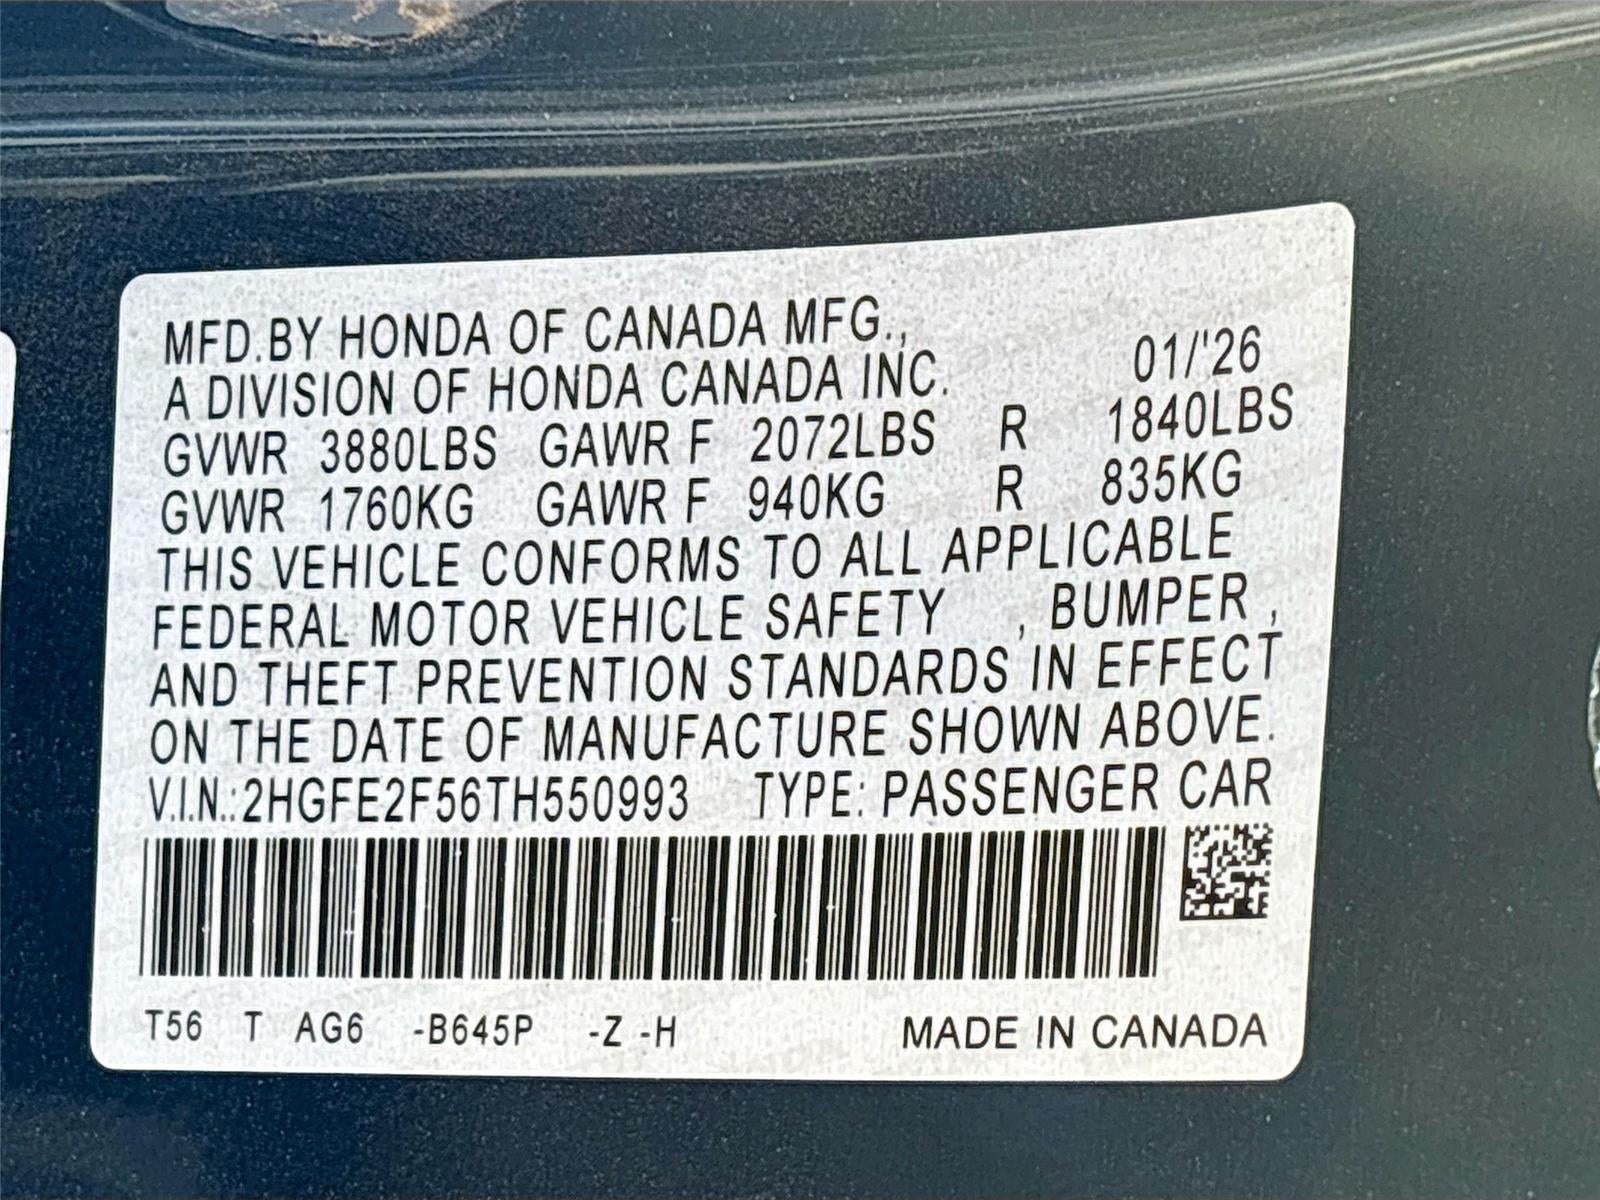 MFD.BY HONDA OF CANADA MFG.,
A DIVISION OF HONDA CANADA INC. 01/'26
GVWR 3880LBS GAWR F 2072LBS R 1840LBS
GVWR 1760KG GAWR F 940KG R 835KG
THIS VEHICLE CONFORMS TO ALL APPLICABLE
FEDERAL MOTOR VEHICLE SAFETY , BUMPER ,
AND THEFT PREVENTION STANDARDS IN EFFECT
ON THE DATE OF MANUFACTURE SHOWN ABOVE.
V.I.N.:2HGFE2F56TH550993 TYPE: PASSENGER CAR
T56 T AG6 -B645P -Z -H MADE IN CANADA